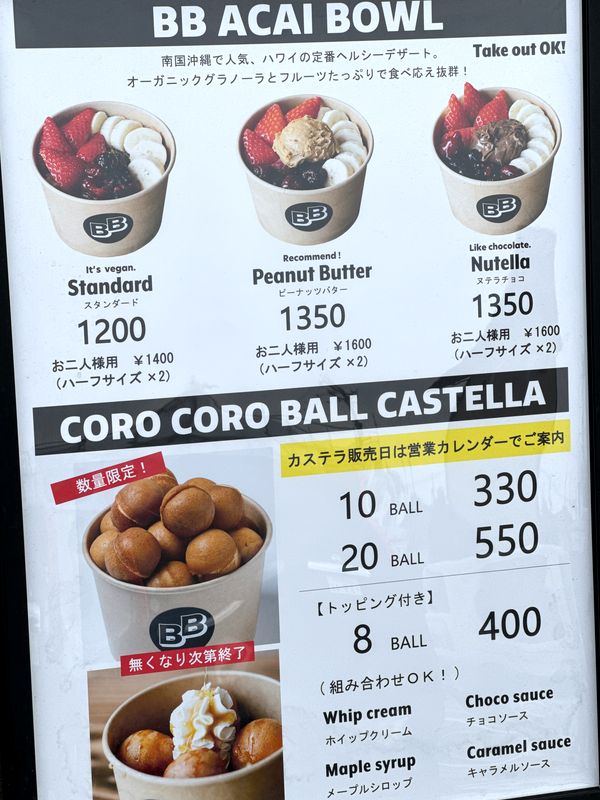 BB ACAI BOWL
南国沖縄で人気、ハワイの定番ヘルシーデザート。
Take out OK!
オーガニックグラノーラとフルーツたっぷりで食べ応え抜群！
BB
BB
BB
It's vegan.
Standard
スタンダード
1200
お二人様用 ￥1400
（ハーフサイズ ×2）
Recommend!
Peanut Butter
ピーナッツバター
1350
お二人様用 ￥1600
（ハーフサイズ ×2）
Like chocolate.
Nutella
ヌテラチョコ
1350
お二人様用 ￥1600
（ハーフサイズ ×2）
CORO CORO BALL CASTELLA
数量限定！
カステラ販売日は営業カレンダーでご案内
10 BALL 330
20 BALL 550
BB
無くなり次第終了
【トッピング付き】
8 BALL 400
（組み合わせOK！）
Whip cream
ホイップクリーム
Choco sauce
チョコソース
Maple syrup
メープルシロップ
Caramel sauce
キャラメルソース